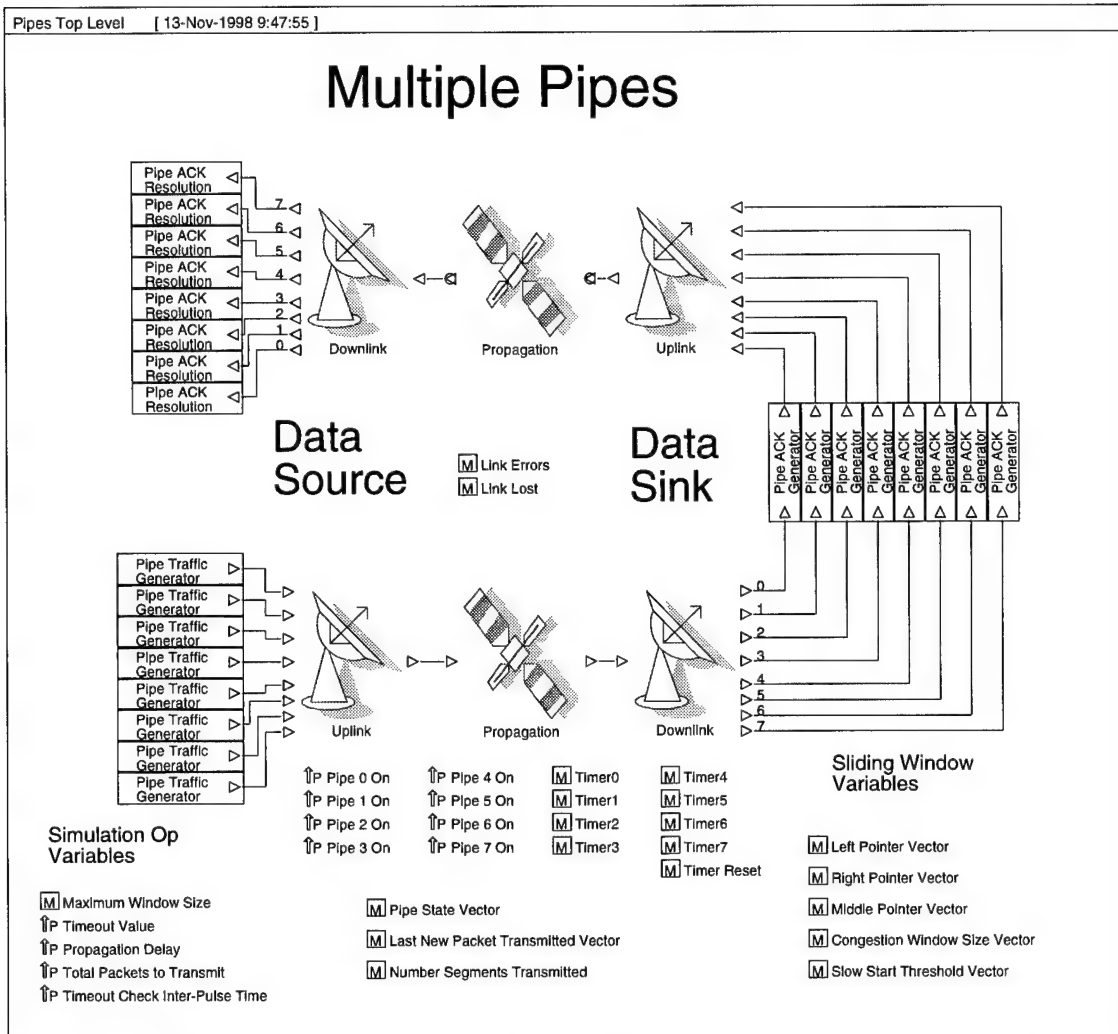 Pipes Top Level [ 13-Nov-1998 9:47:55 ]
Multiple Pipes
Pipe ACK
Resolution
Pipe ACK
Resolution
Pipe ACK
Resolution
Pipe ACK
Resolution
Pipe ACK
Resolution
Pipe ACK
Resolution
Pipe ACK
Resolution
Pipe ACK
Resolution
7
6
5
4
3
2
1
0
Downlink
Propagation
Uplink
Data
Source
M Link Errors
M Link Lost
Data
Sink
Pipe ACK
Generator
Pipe ACK
Generator
Pipe ACK
Generator
Pipe ACK
Generator
Pipe ACK
Generator
Pipe ACK
Generator
Pipe ACK
Generator
Pipe ACK
Generator
Pipe Traffic
Generator
Pipe Traffic
Generator
Pipe Traffic
Generator
Pipe Traffic
Generator
Pipe Traffic
Generator
Pipe Traffic
Generator
Pipe Traffic
Generator
Pipe Traffic
Generator
Uplink
Propagation
Downlink
0
1
2
3
4
5
6
7
⇑P Pipe 0 On
⇑P Pipe 1 On
⇑P Pipe 2 On
⇑P Pipe 3 On
⇑P Pipe 4 On
⇑P Pipe 5 On
⇑P Pipe 6 On
⇑P Pipe 7 On
M Timer0
M Timer1
M Timer2
M Timer3
M Timer4
M Timer5
M Timer6
M Timer7
M Timer Reset
Sliding Window
Variables
M Left Pointer Vector
M Right Pointer Vector
M Middle Pointer Vector
M Congestion Window Size Vector
M Slow Start Threshold Vector
Simulation Op
Variables
M Maximum Window Size
⇑P Timeout Value
⇑P Propagation Delay
⇑P Total Packets to Transmit
⇑P Timeout Check Inter-Pulse Time
M Pipe State Vector
M Last New Packet Transmitted Vector
M Number Segments Transmitted